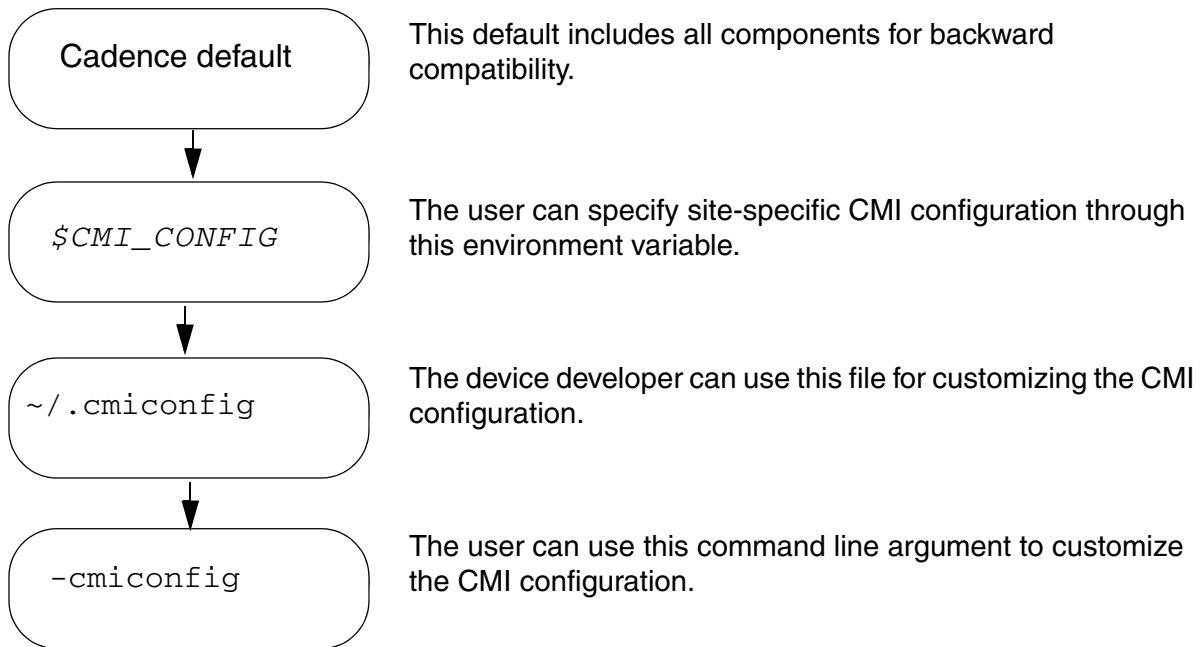 Cadence default
This default includes all components for backward
compatibility.
$CMI_CONFIG
The user can specify site-specific CMI configuration through
this environment variable.
~/.cmiconfig
The device developer can use this file for customizing the CMI
configuration.
-cmiconfig
The user can use this command line argument to customize
the CMI configuration.